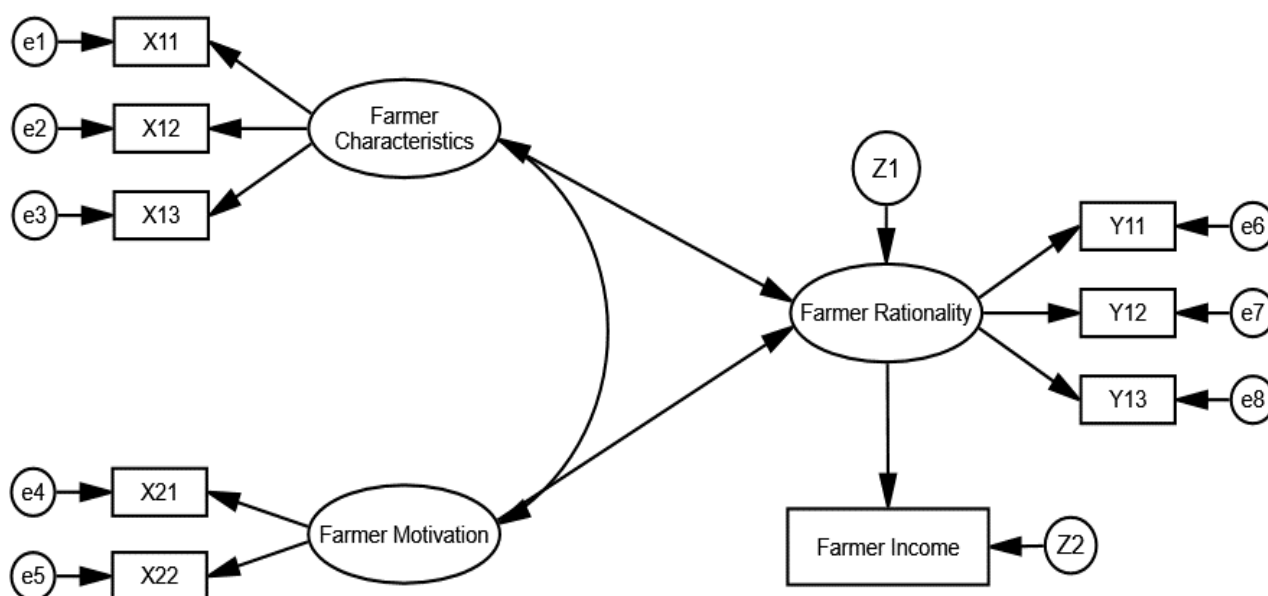 e1
X11
e2
X12
e3
X13
Farmer
Characteristics
Z1
Farmer Rationality
Y11
e6
Y12
e7
Y13
e8
e4
X21
e5
X22
Farmer Motivation
Farmer Income
Z2